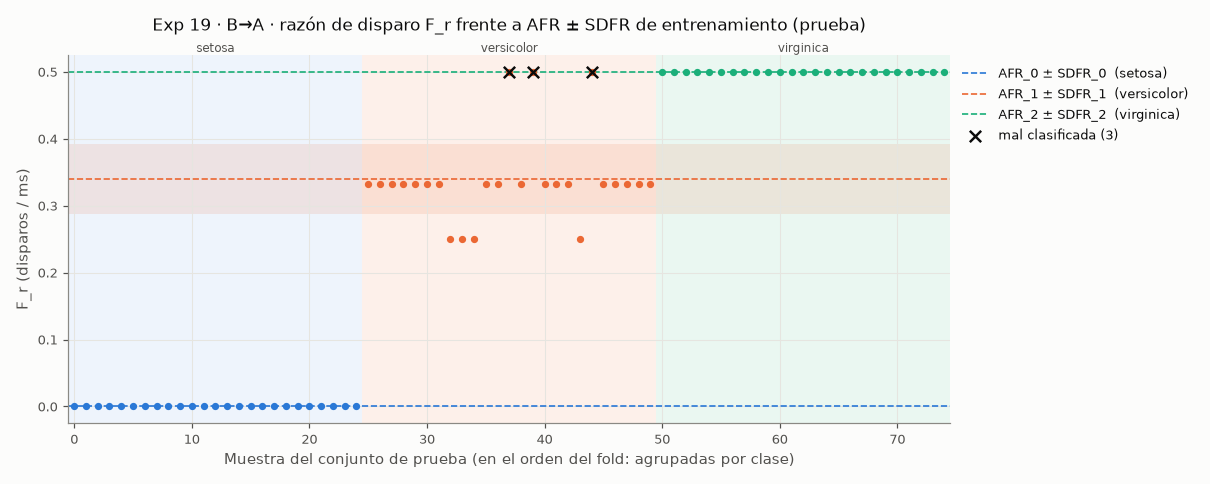 Exp 19 · B→A · razón de disparo F_r frente a AFR ± SDFR de entrenamiento (prueba)
setosa versicolor virginica
AFR_0 ± SDFR_0 (setosa)
AFR_1 ± SDFR_1 (versicolor)
AFR_2 ± SDFR_2 (virginica)
mal clasificada (3)
F_r (disparos / ms)
0.5
0.4
0.3
0.2
0.1
0.0
0 10 20 30 40 50 60 70
Muestra del conjunto de prueba (en el orden del fold: agrupadas por clase)